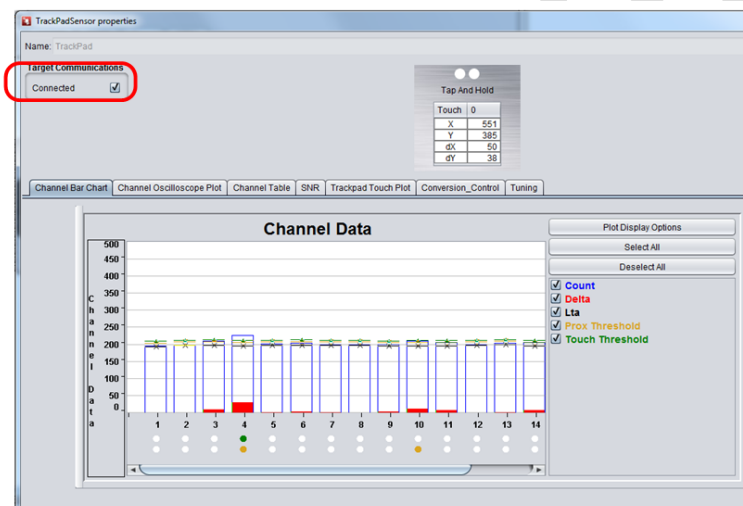 TrackPadSensor properties
Name: TrackPad
Target Communications
Connected
Tap And Hold
Touch 0
X 551
Y 385
dX 50
dY 38
Channel Bar Chart Channel Oscilloscope Plot Channel Table SNR Trackpad Touch Plot Conversion_Control Tuning
Channel Data
Plot Display Options
Select All
Deselect All
Count
Delta
Lta
Prox Threshold
Touch Threshold
Channel Data
500
450
400
350
300
250
200
150
100
50
0
1 2 3 4 5 6 7 8 9 10 11 12 13 14